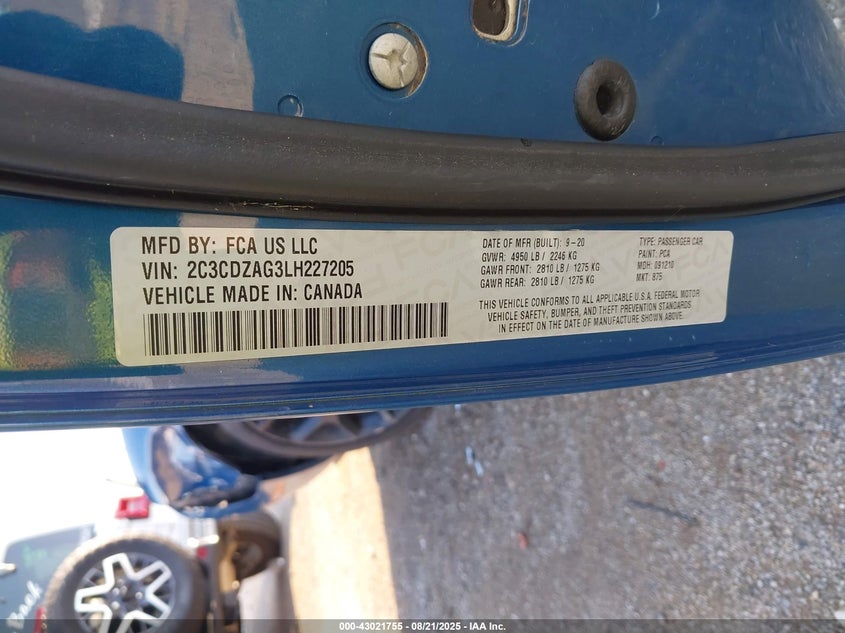 MFD BY: FCA US LLC
VIN: 2C3CDZAG3LH227205
VEHICLE MADE IN: CANADA
DATE OF MFR (BUILT): 9-20
GVWR: 4950 LB / 2246 KG
GAWR FRONT: 2810 LB / 1275 KG
GAWR REAR: 2810 LB / 1275 KG
TYPE: PASSENGER CAR
PAINT: PCA
MDH: 091210
MKT: 875
THIS VEHICLE CONFORMS TO ALL APPLICABLE U.S.A. FEDERAL MOTOR
VEHICLE SAFETY, BUMPER, AND THEFT PREVENTION STANDARDS
IN EFFECT ON THE DATE OF MANUFACTURE SHOWN ABOVE.
Book
000-43021755 - 08/21/2025 - IAA Inc.